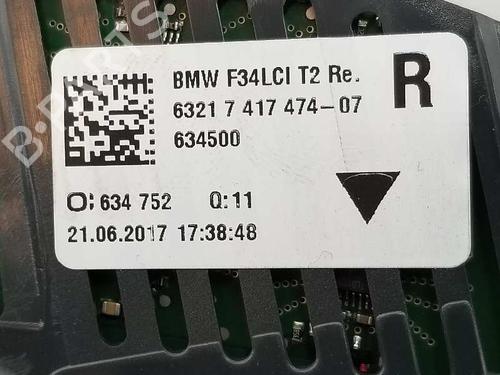 BMW F34LCI T2 Re.
R
6321 7 417 474-07
634500
O: 634 752 Q: 11
21.06.2017 17:38:48
B-PARTS